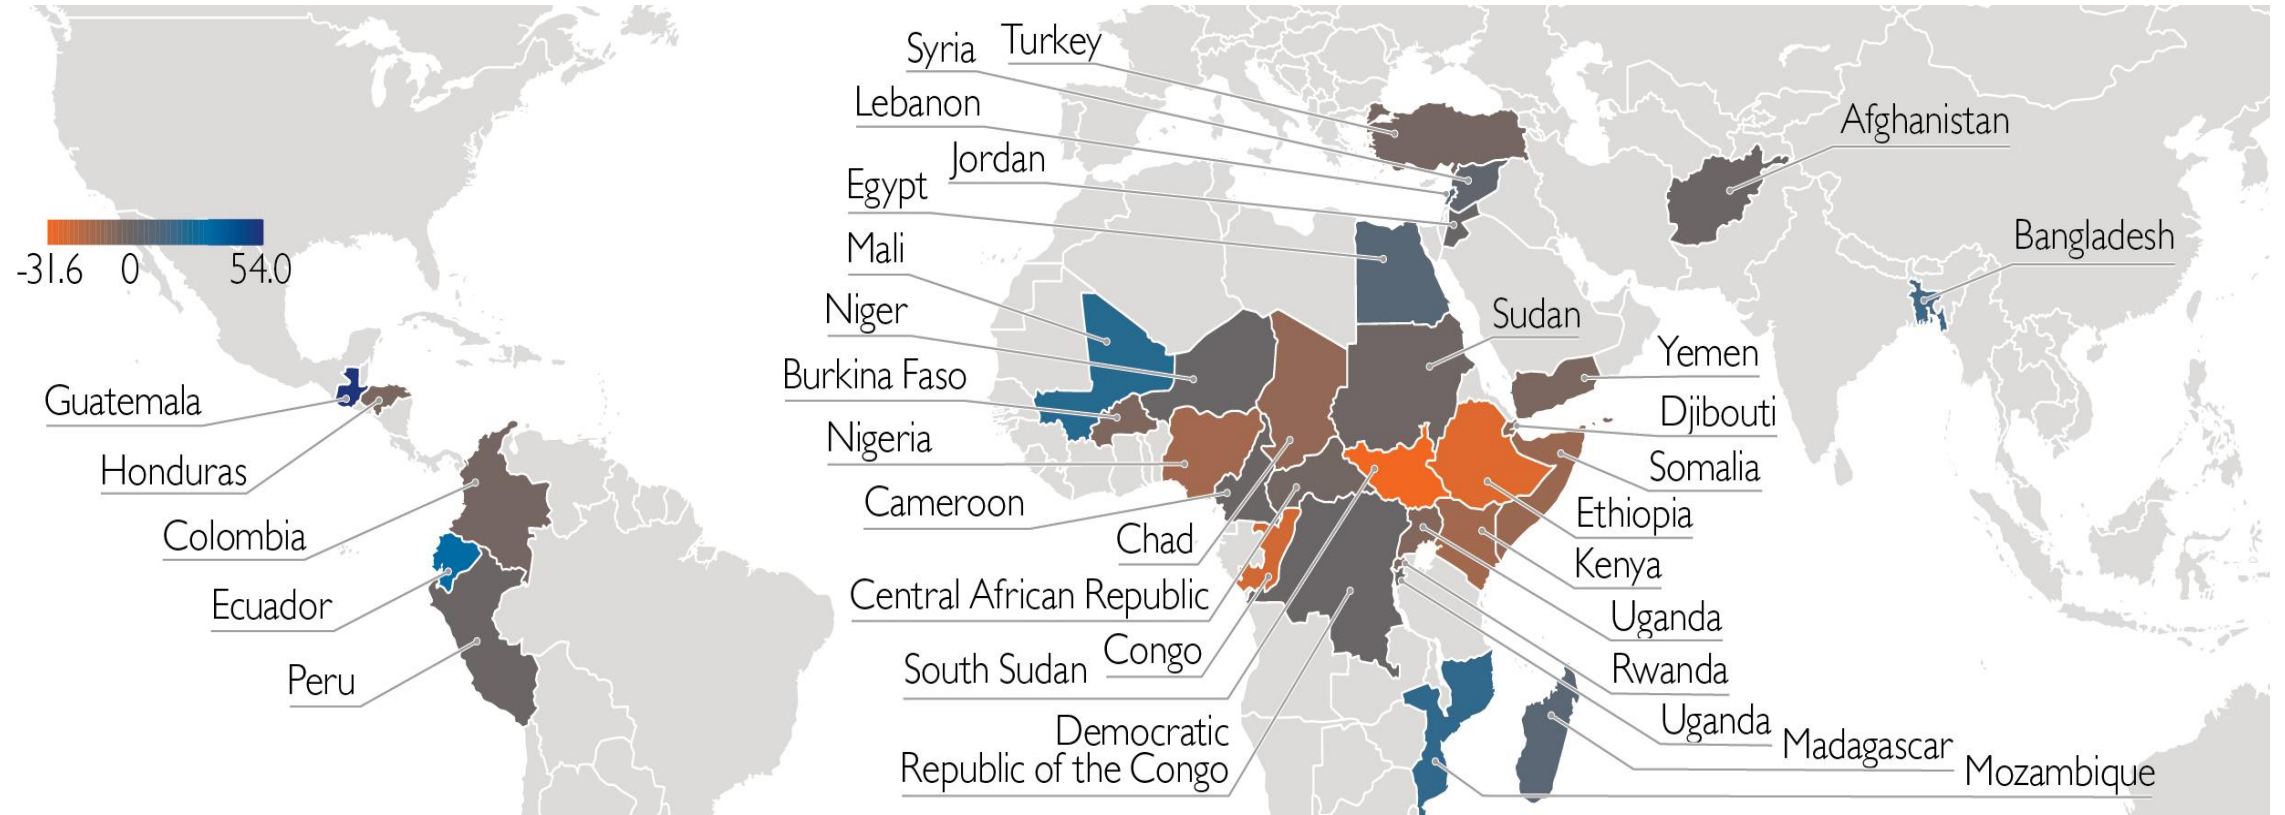 Syria
Turkey
Lebanon
Jordan
Egypt
Mali
Niger
Burkina Faso
Nigeria
Cameroon
Chad
Central African Republic
Congo
South Sudan
Democratic
Republic of the Congo
Afghanistan
Bangladesh
Sudan
Yemen
Djibouti
Somalia
Ethiopia
Kenya
Uganda
Rwanda
Uganda
Madagascar
Mozambique
-31.6
0
54.0
Guatemala
Honduras
Colombia
Ecuador
Peru